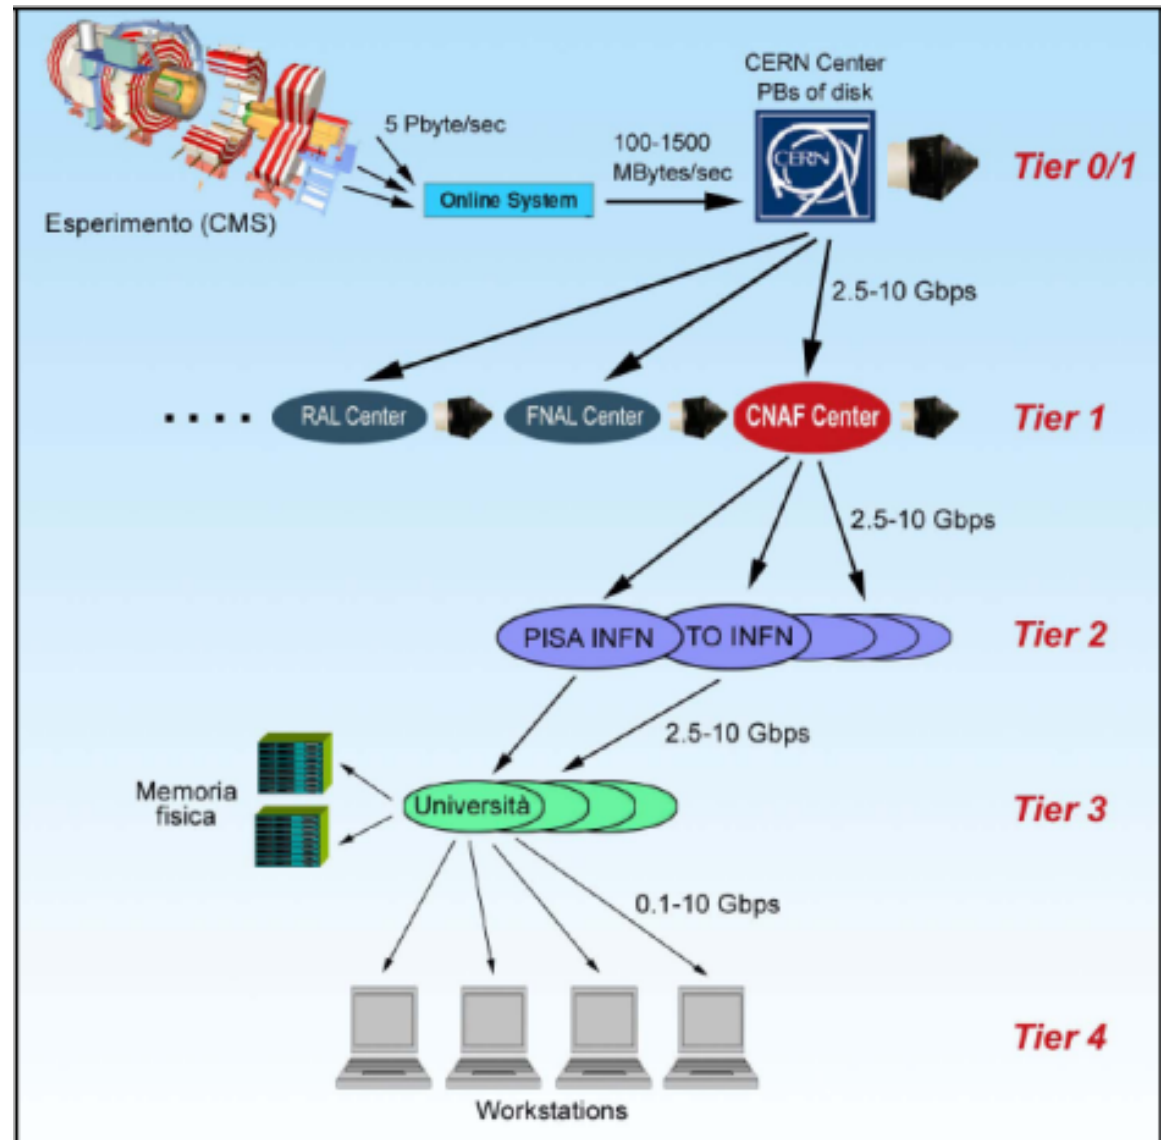 CERN Center
PBs of disk
5 Pbyte/sec
100-1500
MBytes/sec
CERN
Tier 0/1
Online System
Esperimento (CMS)
2.5-10 Gbps
RAL Center
FNAL Center
CNAF Center
Tier 1
2.5-10 Gbps
PISA INFN
TO INFN
Tier 2
2.5-10 Gbps
Memoria
fisica
Università
Tier 3
0.1-10 Gbps
Tier 4
Workstations